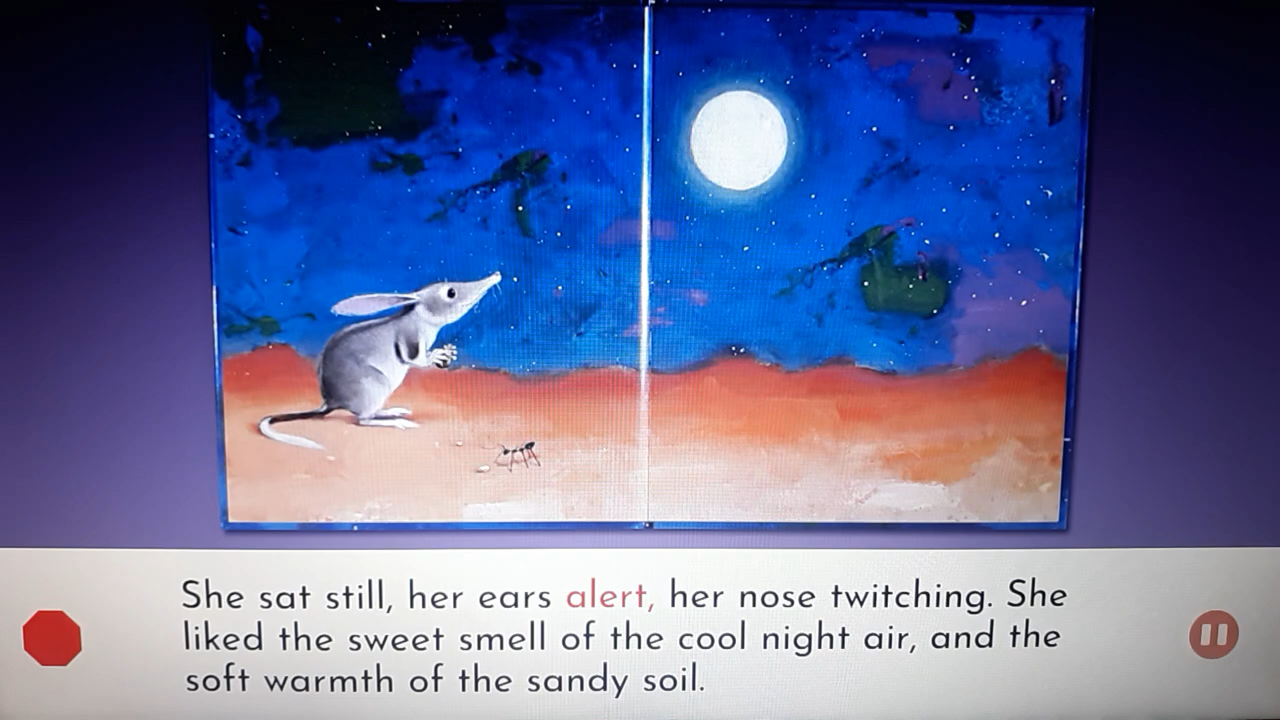 She sat still, her ears alert, her nose twitching. She
liked the sweet smell of the cool night air, and the
soft warmth of the sandy soil.